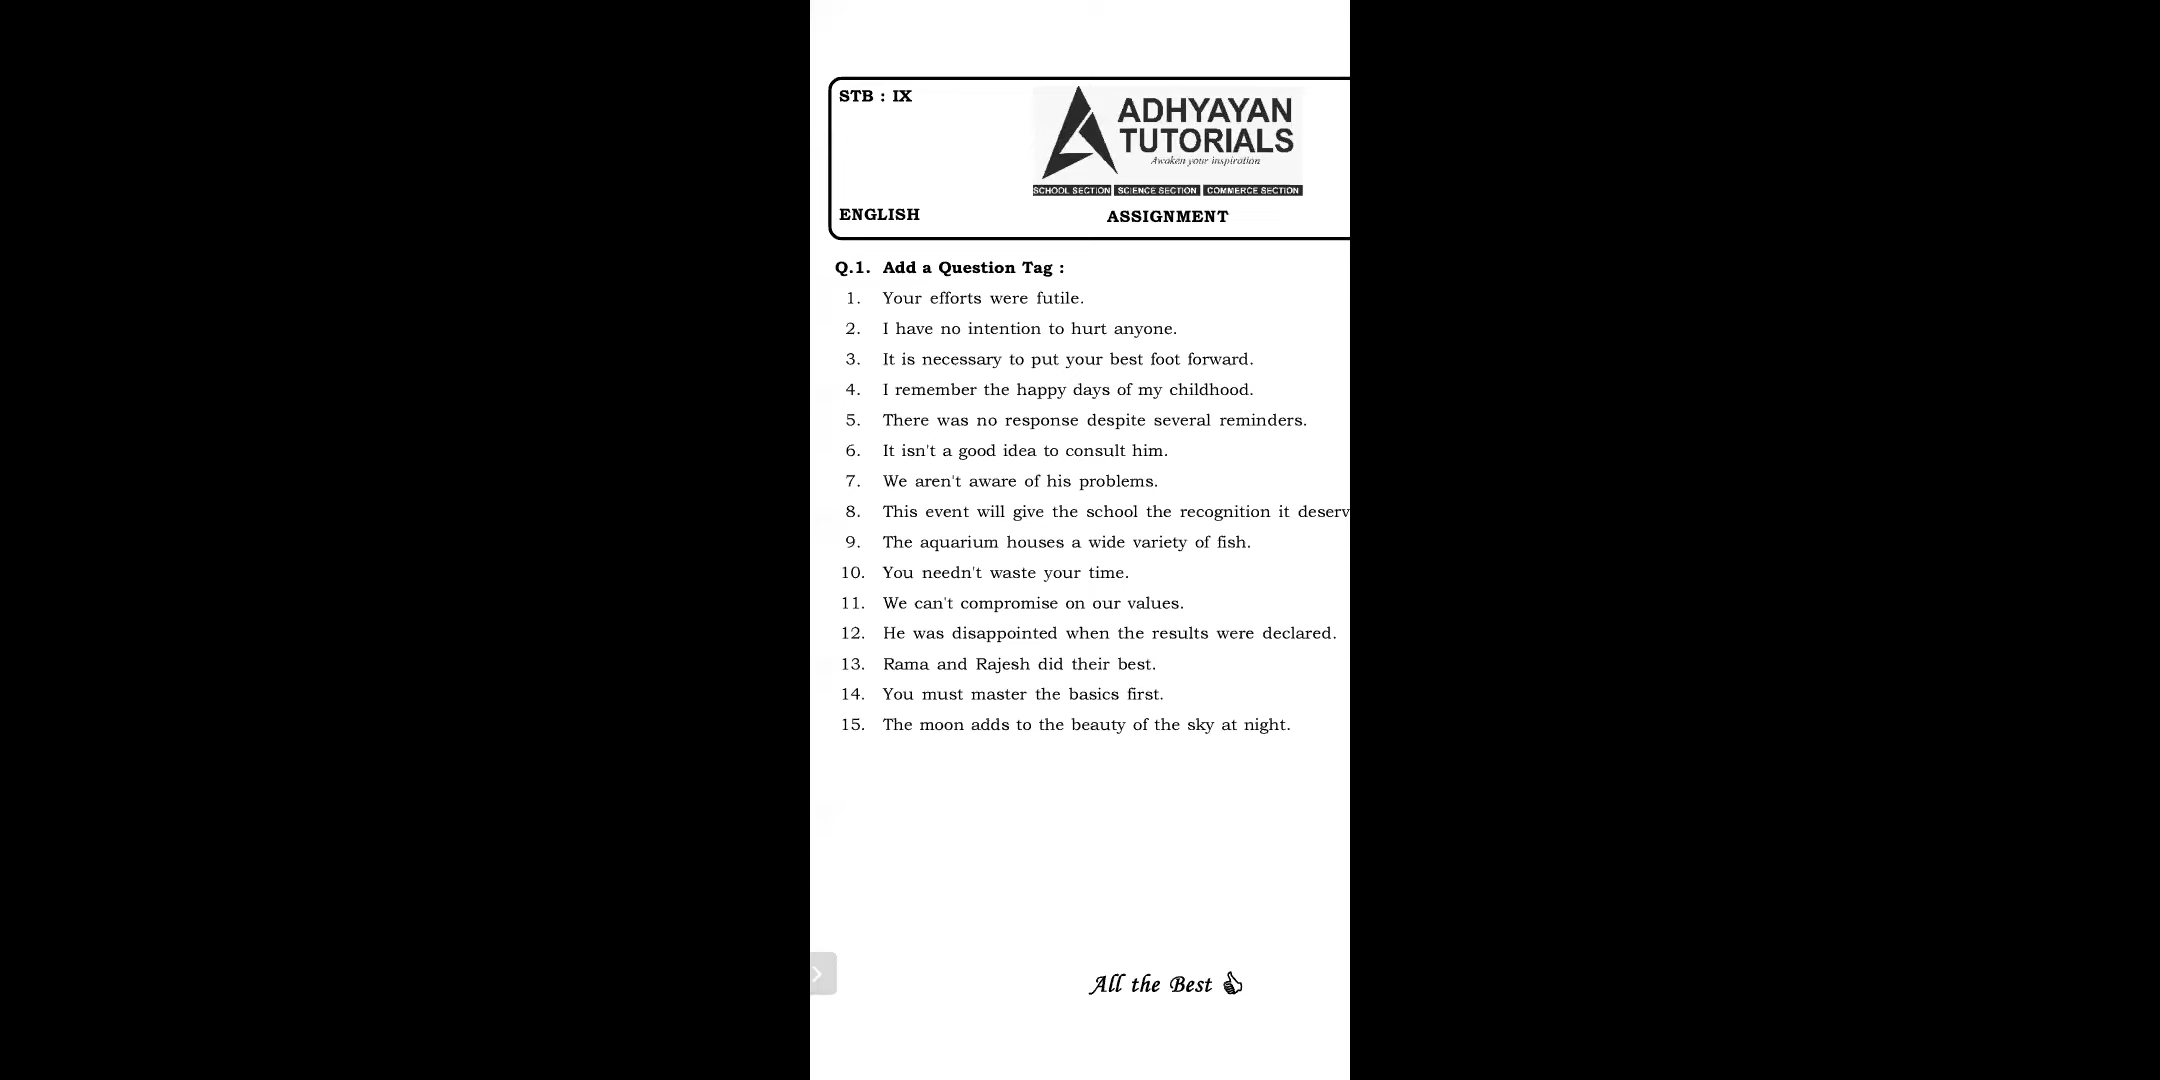 STB : IX
ADHYAYAN
TUTORIALS
Awaken your inspiration
SCHOOL SECTION SCIENCE SECTION COMMERCE SECTION
ENGLISH ASSIGNMENT
Q.1. Add a Question Tag :
1. Your efforts were futile.
2. I have no intention to hurt anyone.
3. It is necessary to put your best foot forward.
4. I remember the happy days of my childhood.
5. There was no response despite several reminders.
6. It isn't a good idea to consult him.
7. We aren't aware of his problems.
8. This event will give the school the recognition it deserv
9. The aquarium houses a wide variety of fish.
10. You needn't waste your time.
11. We can't compromise on our values.
12. He was disappointed when the results were declared.
13. Rama and Rajesh did their best.
14. You must master the basics first.
15. The moon adds to the beauty of the sky at night.
All the Best